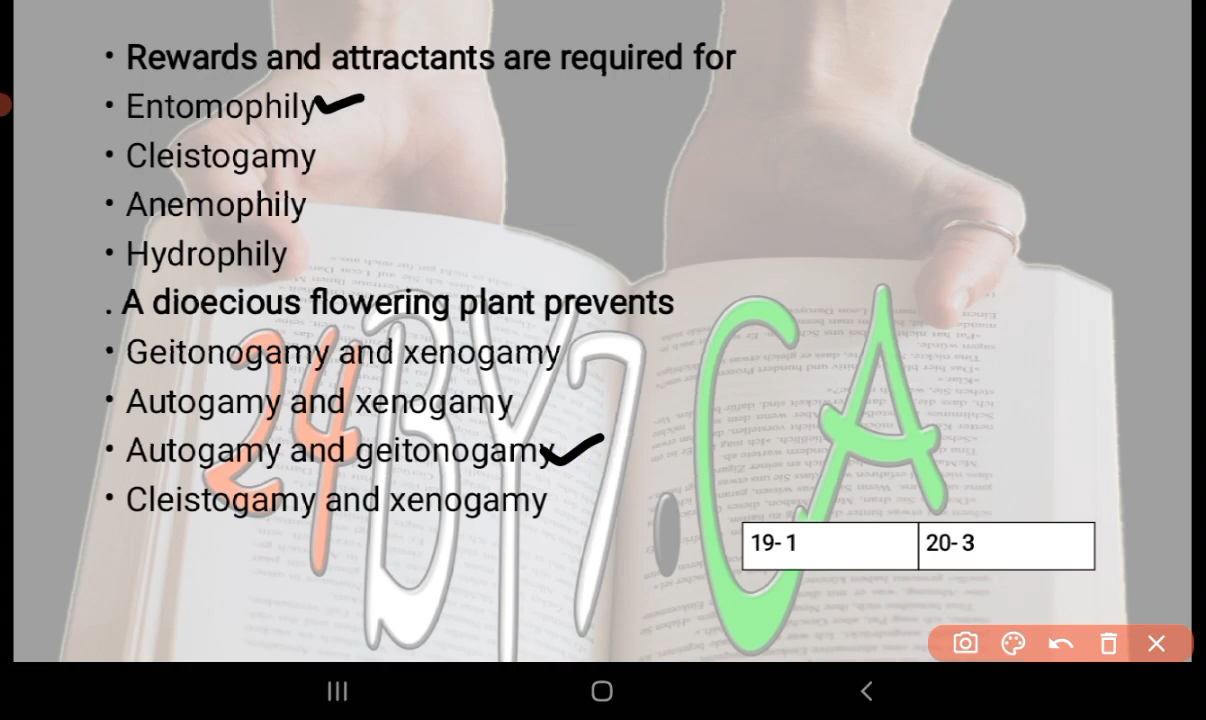 • Rewards and attractants are required for
• Entomophily
• Cleistogamy
• Anemophily
• Hydrophily
. A dioecious flowering plant prevents
• Geitonogamy and xenogamy
• Autogamy and xenogamy
• Autogamy and geitonogamy
• Cleistogamy and xenogamy
24BY7.CA
19- 1 20- 3